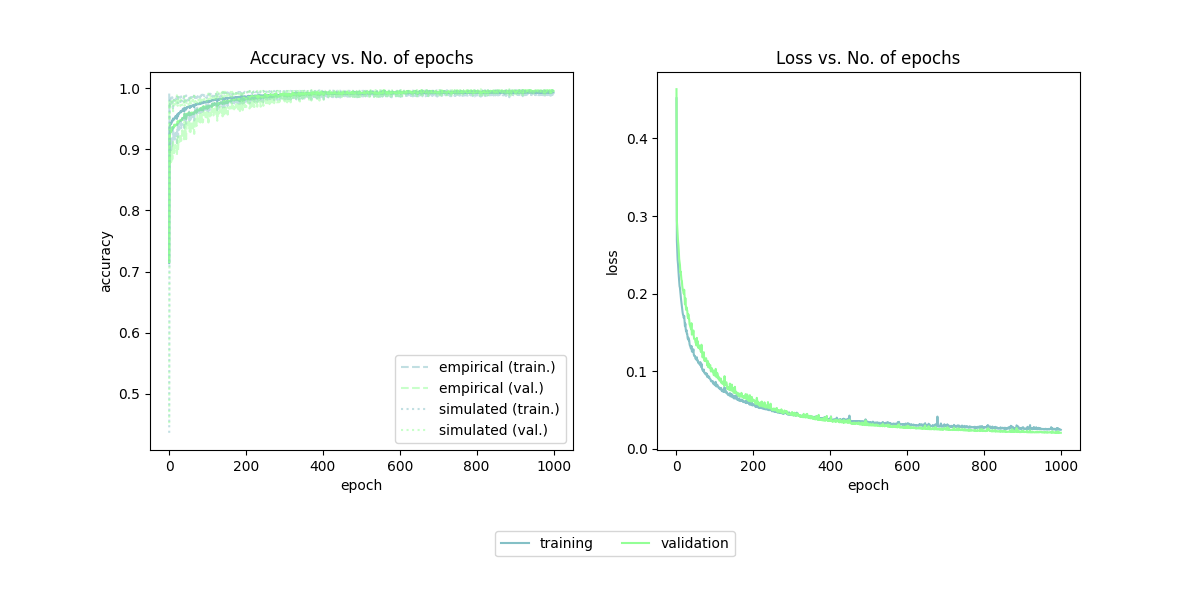 Accuracy vs. No. of epochs
accuracy
1.0
0.9
0.8
0.7
0.6
0.5
empirical (train.)
empirical (val.)
simulated (train.)
simulated (val.)
0 200 400 600 800 1000
epoch
Loss vs. No. of epochs
loss
0.4
0.3
0.2
0.1
0.0
0 200 400 600 800 1000
epoch
training validation